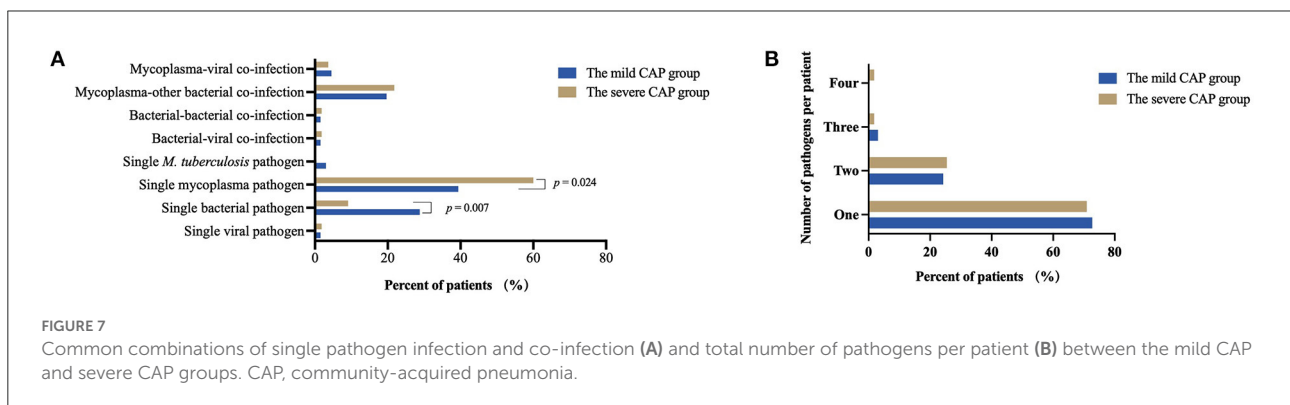 A
Mycoplasma-viral co-infection
Mycoplasma-other bacterial co-infection
Bacterial-bacterial co-infection
Bacterial-viral co-infection
Single M. tuberculosis pathogen
Single mycoplasma pathogen
Single bacterial pathogen
Single viral pathogen
The mild CAP group
The severe CAP group
p = 0.024
p = 0.007
0 20 40 60 80
Percent of patients (%)
B
Number of pathogens per patient
Four
Three
Two
One
The mild CAP group
The severe CAP group
0 20 40 60 80
Percent of patients (%)
FIGURE 7
Common combinations of single pathogen infection and co-infection (A) and total number of pathogens per patient (B) between the mild CAP
and severe CAP groups. CAP, community-acquired pneumonia.